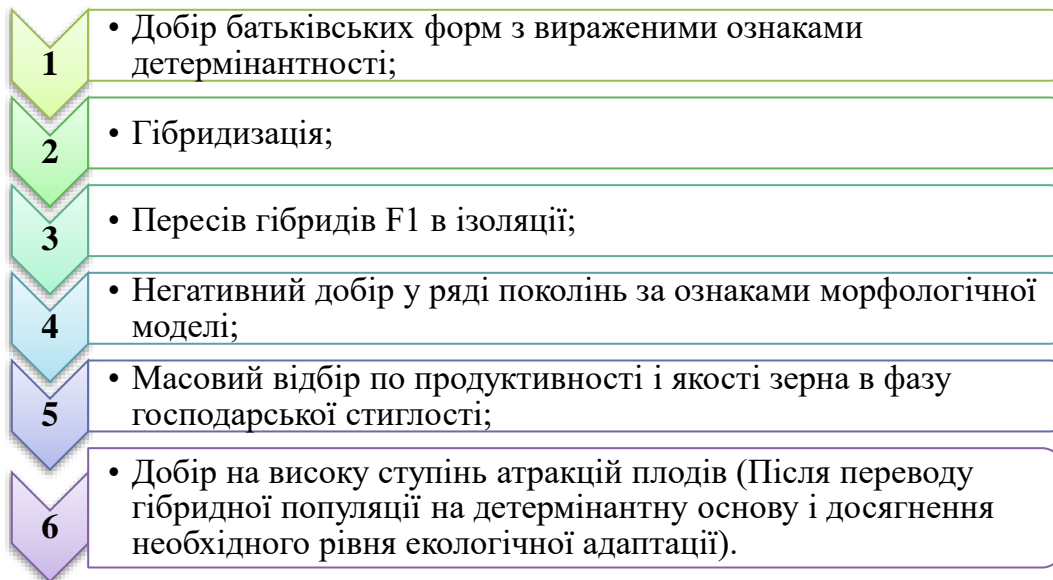 1
• Добір батьківських форм з вираженими ознаками
детермінантності;
2
• Гібридизація;
3
• Пересів гібридів F1 в ізоляції;
4
• Негативний добір у ряді поколінь за ознаками морфологічної
моделі;
5
• Масовий відбір по продуктивності і якості зерна в фазу
господарської стиглості;
6
• Добір на високу ступінь атракцій плодів (Після переводу
гібридної популяції на детермінантну основу і досягнення
необхідного рівня екологічної адаптації).